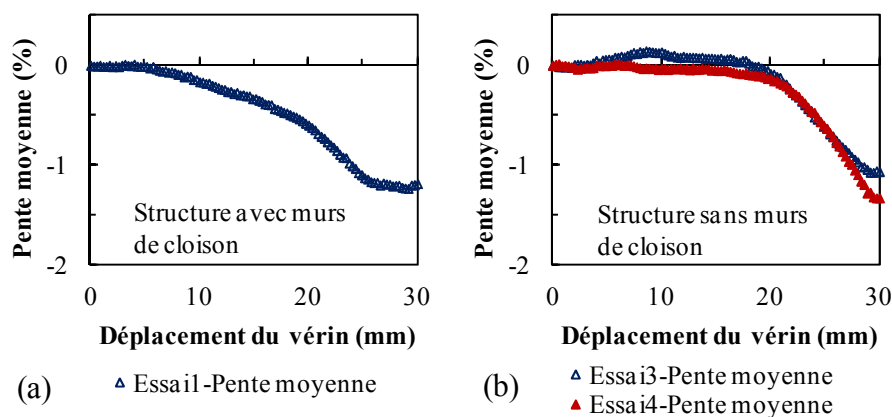 Pente moyenne (%)
0
-1
-2
Structure avec murs
de cloison
0
10
20
30
Déplacement du vérin (mm)
(a)
Essai1-Pente moyenne
Pente moyenne (%)
0
-1
-2
Structure sans murs
de cloison
0
10
20
30
Déplacement du vérin (mm)
(b)
Essai3-Pente moyenne
Essai4-Pente moyenne